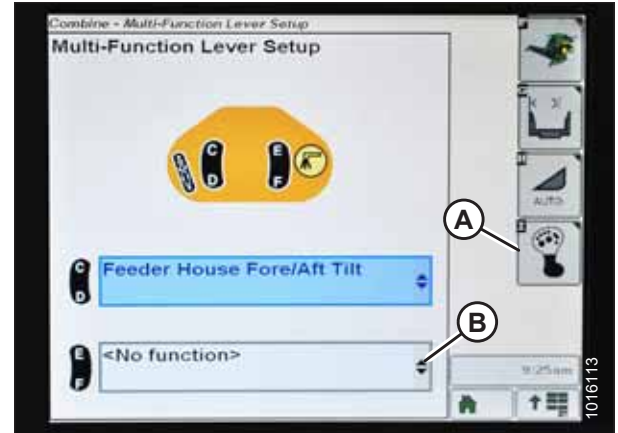 Combine - Multi-Function Lever Setup
Multi-Function Lever Setup
C
D
E
F
AUTO
A
C
D
Feeder House Fore/Aft Tilt
B
E
F
<No function>
9:25am
1016113